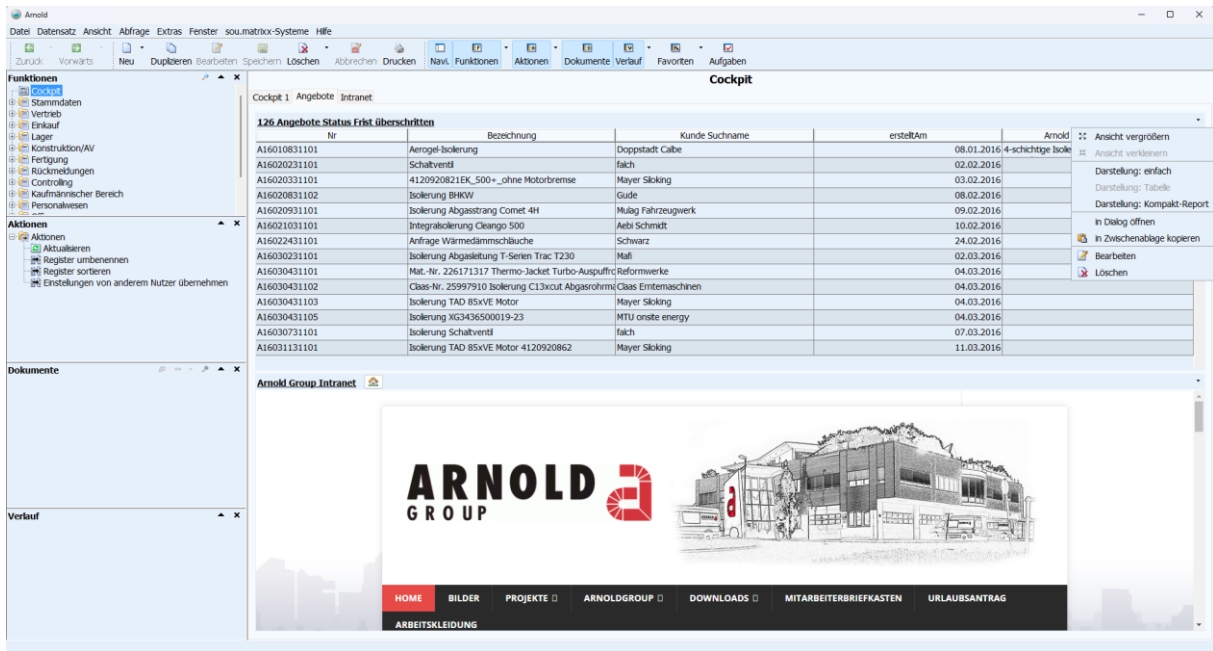 Arnold
Datei Datensatz Ansicht Abfrage Extras Fenster sou.matrixx-Systeme Hilfe
Zurück Vorwärts Neu Duplizieren Bearbeiten Speichern Löschen Abbrechen Drucken Navi. Funktionen Aktionen Dokumente Verlauf Favoriten Aufgaben
Funktionen
Cockpit
Stammdaten
Vertrieb
Einkauf
Lager
Konstruktion/AV
Fertigung
Rückmeldungen
Controlling
Kaufmännischer Bereich
Personalwesen
Aktionen
Aktionen
Aktualisieren
Register umbenennen
Register sortieren
Einstellungen von anderem Nutzer übernehmen
Dokumente
Verlauf
Cockpit
Cockpit 1 Angebote Intranet
126 Angebote Status Frist überschritten
Nr Bezeichnung Kunde Suchname erstelltAm Arnold
A16010831101 Aerogel-Isolierung Doppstadt Calbe 08.01.2016 4-schichtige Isolie
A16020231101 Schaltventil falch 02.02.2016
A16020331101 4120920821EK_500+_ohne Motorbremse Mayer Siloking 03.02.2016
A16020831102 Isolierung BHKW Gude 08.02.2016
A16020931101 Isolierung Abgasstrang Comet 4H Mulag Fahrzeugwerk 09.02.2016
A16021031101 Integralsolierung Cleango 500 Aebi Schmidt 10.02.2016
A16022431101 Anfrage Wärmedämmschläuche Schwarz 24.02.2016
A16030231101 Isolierung Abgasleitung T-Serien Trac T230 Mafi 02.03.2016
A16030431101 Mat.-Nr. 226171317 Thermo-Jacket Turbo-Auspuffro Reformwerke 04.03.2016
A16030431102 Claas-Nr. 25997910 Isolierung C13xcut Abgasrohrma Claas Erntemaschinen 04.03.2016
A16030431103 Isolierung TAD 85xVE Motor Mayer Siloking 04.03.2016
A16030431105 Isolierung XG3436500019-23 MTU onsite energy 04.03.2016
A16030731101 Isolierung Schaltventil falch 07.03.2016
A16031131101 Isolierung TAD 85xVE Motor 4120920862 Mayer Siloking 11.03.2016
Ansicht vergrößern
Ansicht verkleinern
Darstellung: einfach
Darstellung: Tabelle
Darstellung: Kompakt-Report
in Dialog öffnen
in Zwischenablage kopieren
Bearbeiten
Löschen
Arnold Group Intranet
ARNOLD
GROUP
HOME BILDER PROJEKTE ARNOLDGROUP DOWNLOADS MITARBEITERBRIEFKASTEN URLAUBSANTRAG
ARBEITSKLEIDUNG